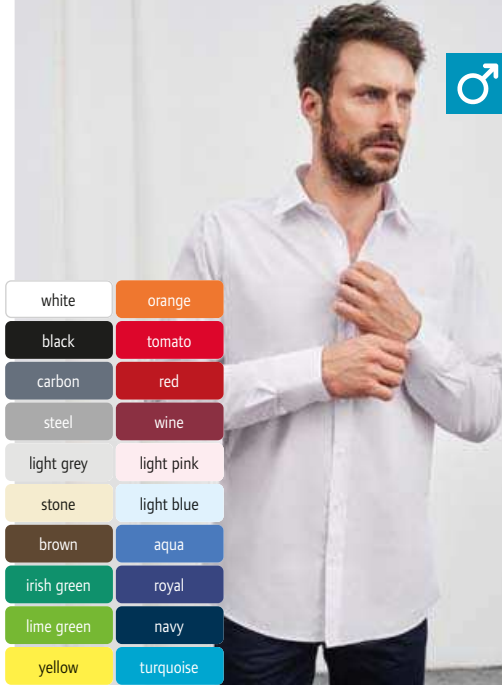 white orange
black tomato
carbon red
steel wine
light grey light pink
stone light blue
brown aqua
irish green royal
lime green navy
yellow turquoise